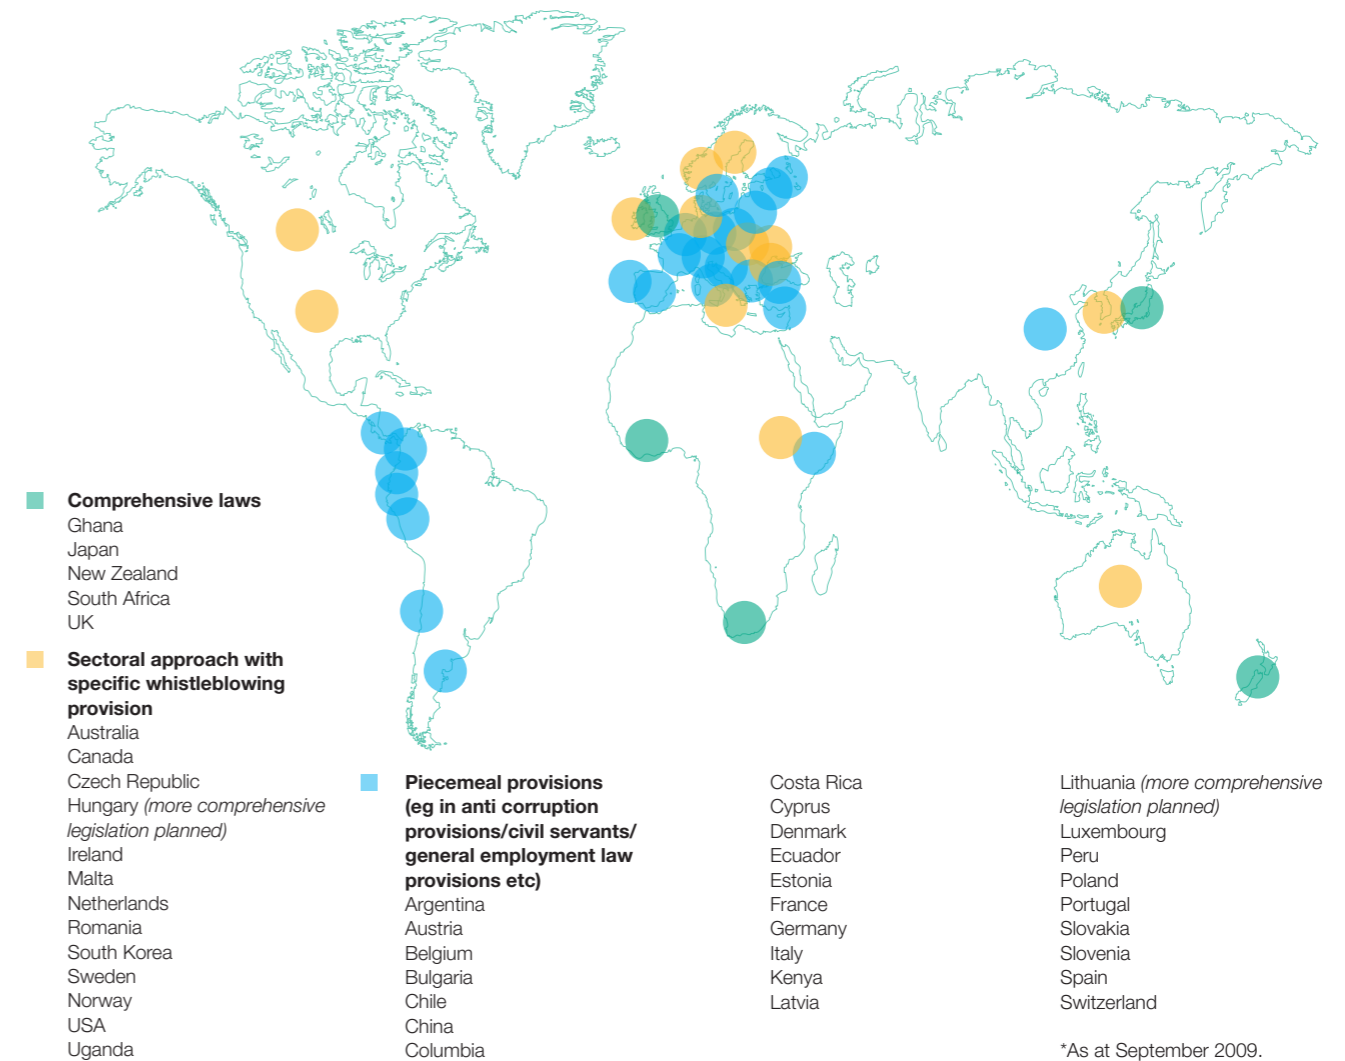 Comprehensive laws
Ghana
Japan
New Zealand
South Africa
UK
Sectoral approach with
specific whistleblowing
provision
Australia
Canada
Czech Republic
Hungary (more comprehensive
legislation planned)
Ireland
Malta
Netherlands
Romania
South Korea
Sweden
Norway
USA
Uganda
Piecemeal provisions
(eg in anti corruption
provisions/civil servants/
general employment law
provisions etc)
Argentina
Austria
Belgium
Bulgaria
Chile
China
Columbia
Costa Rica
Cyprus
Denmark
Ecuador
Estonia
France
Germany
Italy
Kenya
Latvia
Lithuania (more comprehensive
legislation planned)
Luxembourg
Peru
Poland
Portugal
Slovakia
Slovenia
Spain
Switzerland
*As at September 2009.